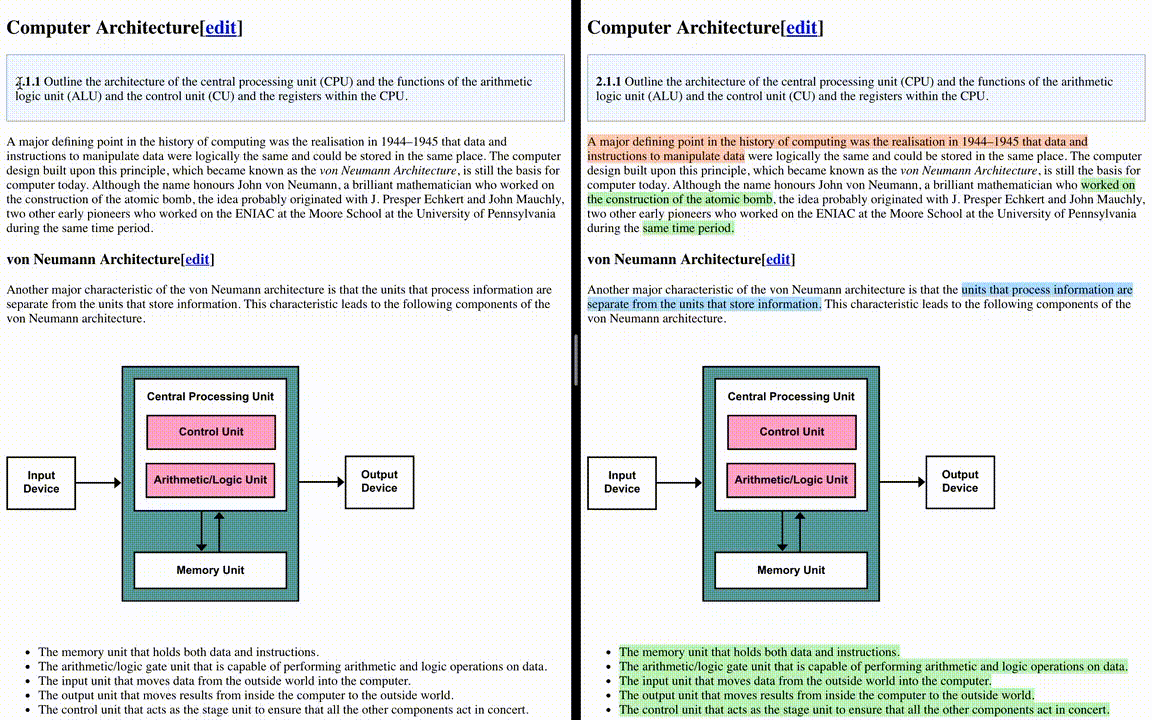 Computer Architecture[edit]
2.1.1 Outline the architecture of the central processing unit (CPU) and the functions of the arithmetic
logic unit (ALU) and the control unit (CU) and the registers within the CPU.
A major defining point in the history of computing was the realisation in 1944–1945 that data and
instructions to manipulate data were logically the same and could be stored in the same place. The computer
design built upon this principle, which became known as the von Neumann Architecture, is still the basis for
computer today. Although the name honours John von Neumann, a brilliant mathematician who worked on
the construction of the atomic bomb, the idea probably originated with J. Presper Echkert and John Mauchly,
two other early pioneers who worked on the ENIAC at the Moore School at the University of Pennsylvania
during the same time period.
von Neumann Architecture[edit]
Another major characteristic of the von Neumann architecture is that the units that process information are
separate from the units that store information. This characteristic leads to the following components of the
von Neumann architecture.
Central Processing Unit
Control Unit
Arithmetic/Logic Unit
Input
Device
Output
Device
Memory Unit
• The memory unit that holds both data and instructions.
• The arithmetic/logic gate unit that is capable of performing arithmetic and logic operations on data.
• The input unit that moves data from the outside world into the computer.
• The output unit that moves results from inside the computer to the outside world.
• The control unit that acts as the stage unit to ensure that all the other components act in concert.
Computer Architecture[edit]
2.1.1 Outline the architecture of the central processing unit (CPU) and the functions of the arithmetic
logic unit (ALU) and the control unit (CU) and the registers within the CPU.
A major defining point in the history of computing was the realisation in 1944–1945 that data and
instructions to manipulate data were logically the same and could be stored in the same place. The computer
design built upon this principle, which became known as the von Neumann Architecture, is still the basis for
computer today. Although the name honours John von Neumann, a brilliant mathematician who worked on
the construction of the atomic bomb, the idea probably originated with J. Presper Echkert and John Mauchly,
two other early pioneers who worked on the ENIAC at the Moore School at the University of Pennsylvania
during the same time period.
von Neumann Architecture[edit]
Another major characteristic of the von Neumann architecture is that the units that process information are
separate from the units that store information. This characteristic leads to the following components of the
von Neumann architecture.
Central Processing Unit
Control Unit
Arithmetic/Logic Unit
Input
Device
Output
Device
Memory Unit
• The memory unit that holds both data and instructions.
• The arithmetic/logic gate unit that is capable of performing arithmetic and logic operations on data.
• The input unit that moves data from the outside world into the computer.
• The output unit that moves results from inside the computer to the outside world.
• The control unit that acts as the stage unit to ensure that all the other components act in concert.